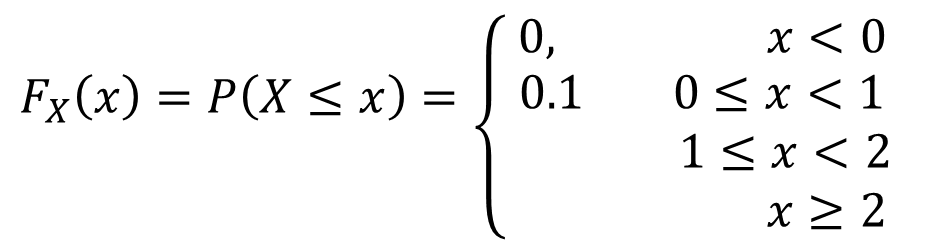 F_X(x) = P(X ≤ x) = { 0, x < 0
0.1 0 ≤ x < 1
1 ≤ x < 2
x ≥ 2